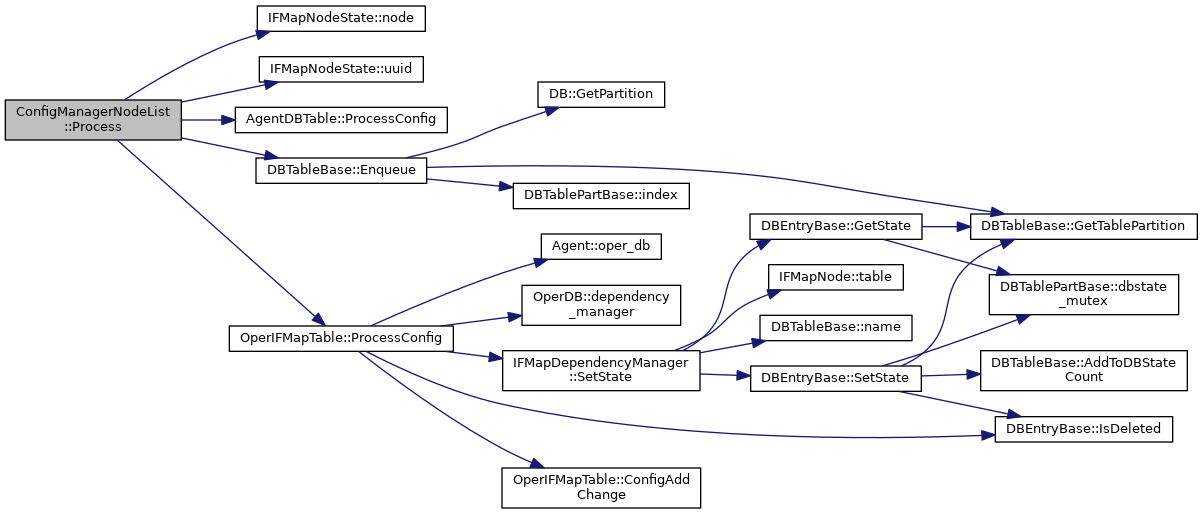 IFMapNodeState::node
IFMapNodeState::uuid
ConfigManagerNodeList
::Process
AgentDBTable::ProcessConfig
DBTableBase::Enqueue
DB::GetPartition
DBTablePartBase::index
DBEntryBase::GetState
DBTableBase::GetTablePartition
Agent::oper_db
IFMapNode::table
DBTablePartBase::dbstate
_mutex
OperDB::dependency
_manager
OperIFMapTable::ProcessConfig
DBTableBase::name
IFMapDependencyManager
::SetState
DBEntryBase::SetState
DBTableBase::AddToDBState
Count
DBEntryBase::IsDeleted
OperIFMapTable::ConfigAdd
Change